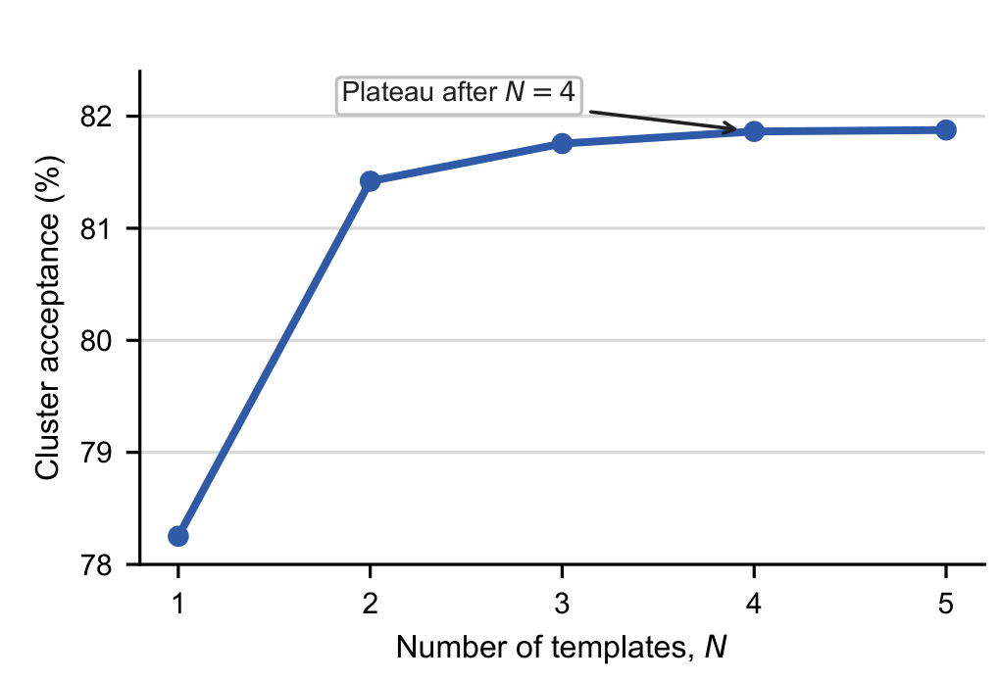 Plateau after N = 4
82
81
80
79
78
Cluster acceptance (%)
1 2 3 4 5
Number of templates, N